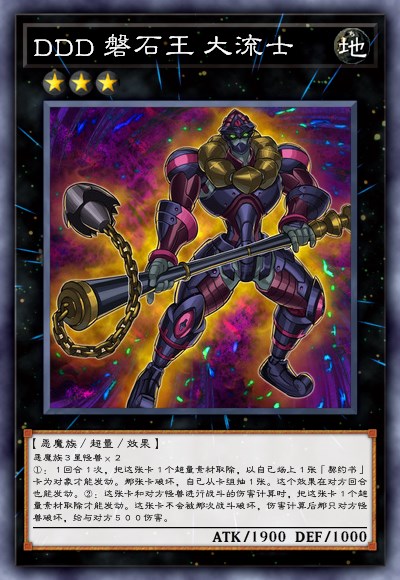 DDD 磐石王 大流士
地
【恶魔族／超量／效果】
恶魔族3星怪兽×2
①：1回合1次，把这张卡1个超量素材取除，以自己场上1张「契约书」
卡为对象才能发动。那张卡破坏，自己从卡组抽1张。这个效果在对方回合
也能发动。②：这张卡和对方怪兽进行战斗的伤害计算时，把这张卡1个超
量素材取除才能发动。这张卡不会被那次战斗破坏，伤害计算后那只对方怪
兽破坏，给与对方500伤害。
ATK/1900 DEF/1000